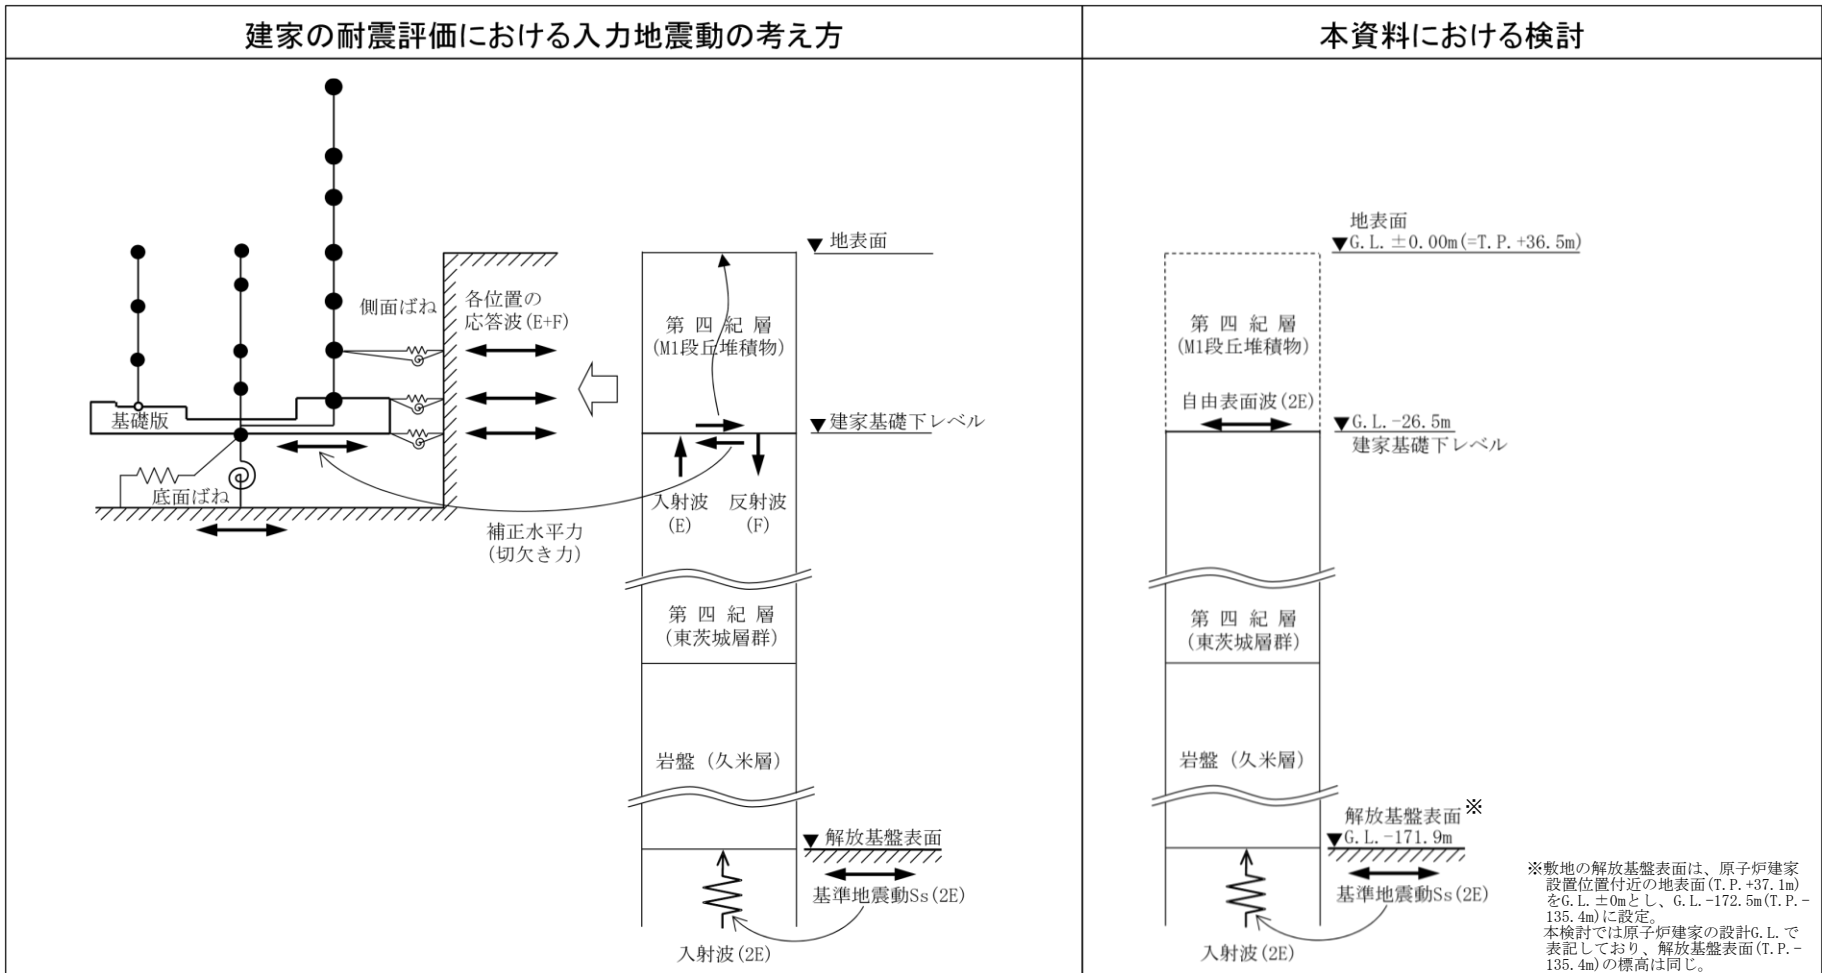 建家の耐震評価における入力地震動の考え方
側面ばね
各位置の
応答波(E+F)
基礎版
底面ばね
補正水平力
(切欠き力)
地表面
第四紀層
(M1段丘堆積物)
建家基礎下レベル
入射波
(E)
反射波
(F)
第四紀層
(東茨城層群)
岩盤(久米層)
解放基盤表面
基準地震動Ss(2E)
入射波(2E)
本資料における検討
地表面
G.L.±0.00m(=T.P.+36.5m)
第四紀層
(M1段丘堆積物)
自由表面波(2E)
G.L.-26.5m
建家基礎下レベル
第四紀層
(東茨城層群)
岩盤(久米層)
解放基盤表面※
G.L.-171.9m
基準地震動Ss(2E)
入射波(2E)
※敷地の解放基盤表面は、原子炉建家
設置位置付近の地表面(T.P.+37.1m)
をG.L.±0mとし、G.L.-172.5m(T.P.-
135.4m)に設定。
本検討では原子炉建家の設計G.L.で
表記しており、解放基盤表面(T.P.-
135.4m)の標高は同じ。